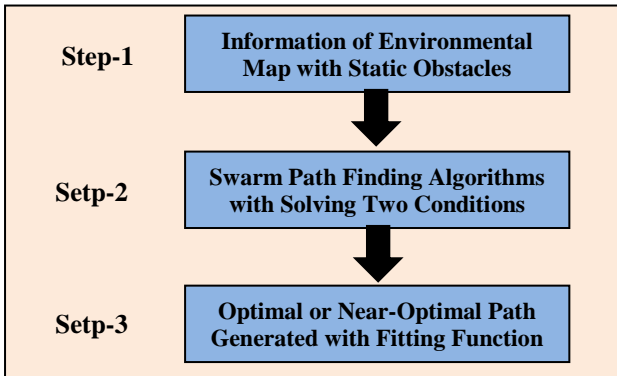 Step-1
Information of Environmental
Map with Static Obstacles
Setp-2
Swarm Path Finding Algorithms
with Solving Two Conditions
Setp-3
Optimal or Near-Optimal Path
Generated with Fitting Function